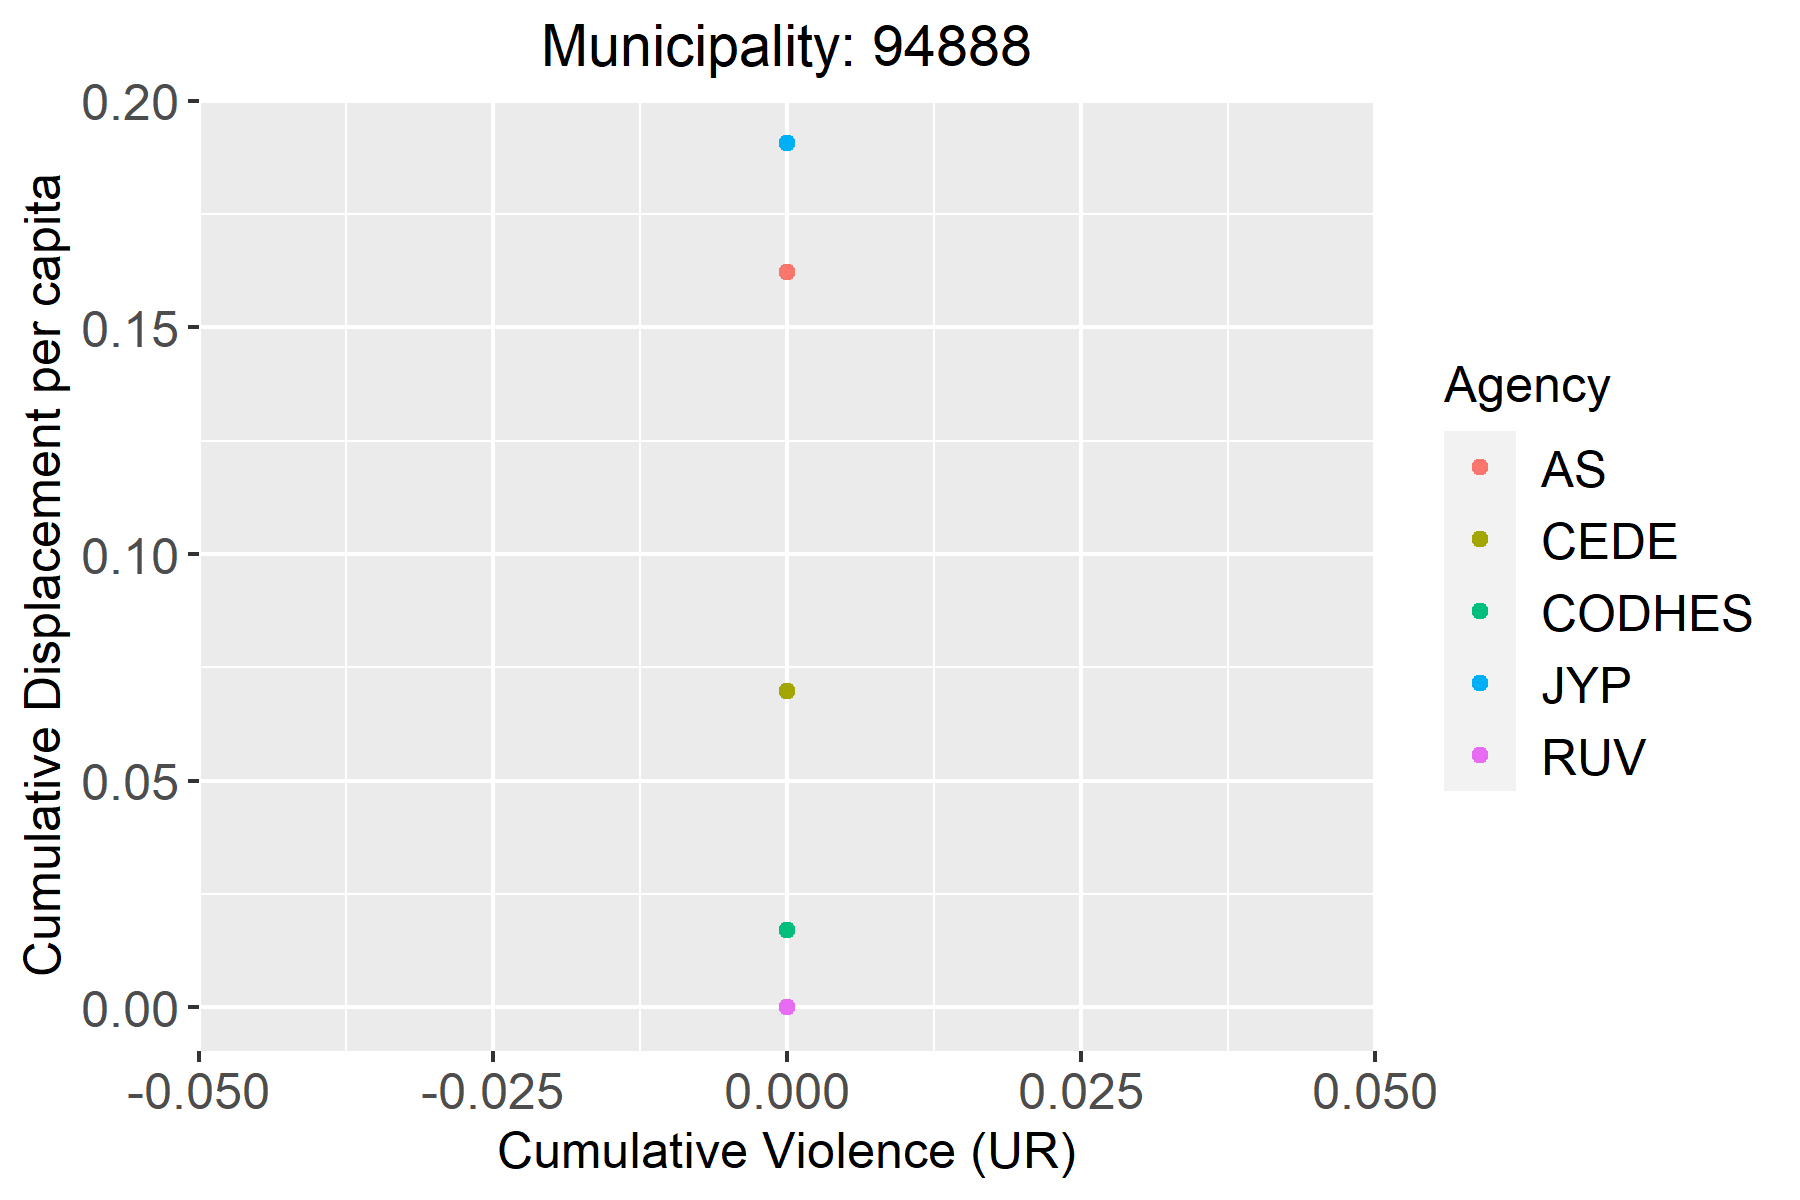 Municipality: 94888
Cumulative Displacement per capita
0.20
0.15
0.10
0.05
0.00
-0.050
-0.025
0.000
0.025
0.050
Cumulative Violence (UR)
Agency
AS
CEDE
CODHES
JYP
RUV